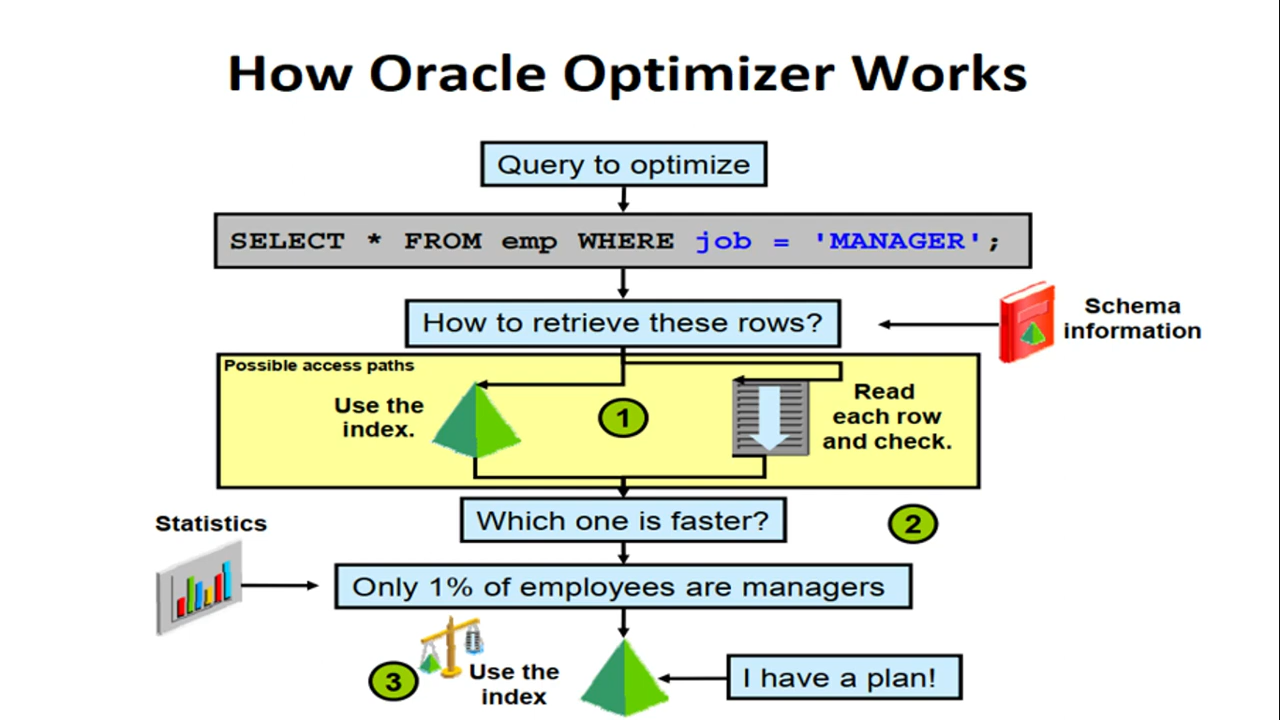 How Oracle Optimizer Works
Query to optimize
SELECT * FROM emp WHERE job = 'MANAGER';
How to retrieve these rows?
Schema
information
Possible access paths
Use the
index.
1
Read
each row
and check.
Which one is faster?
2
Statistics
Only 1% of employees are managers
3
Use the
index
I have a plan!